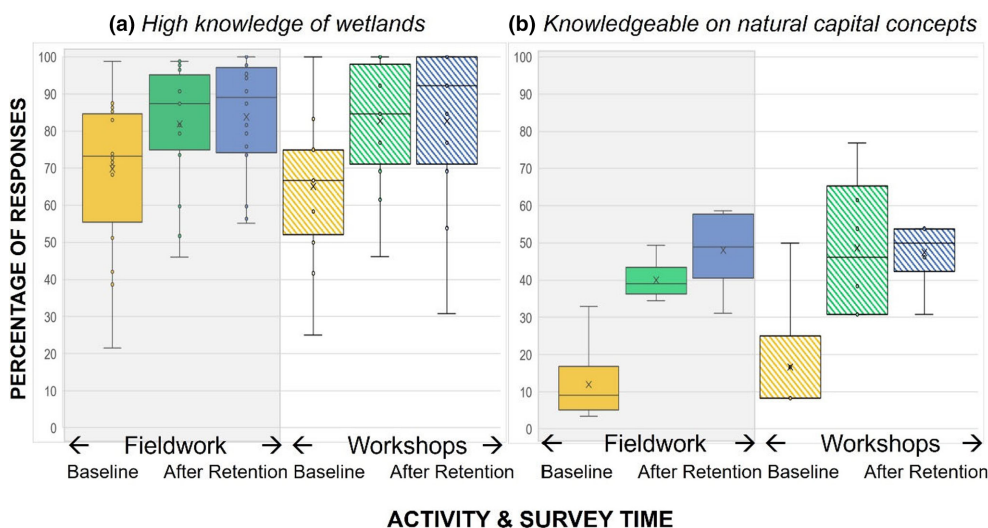 (a) High knowledge of wetlands
(b) Knowledgeable on natural capital concepts
PERCENTAGE OF RESPONSES
100
90
80
70
60
50
40
30
20
10
0
100
90
80
70
60
50
40
30
20
10
0
← Fieldwork → ← Workshops →
Baseline After Retention Baseline After Retention
← Fieldwork → ← Workshops →
Baseline After Retention Baseline After Retention
ACTIVITY & SURVEY TIME